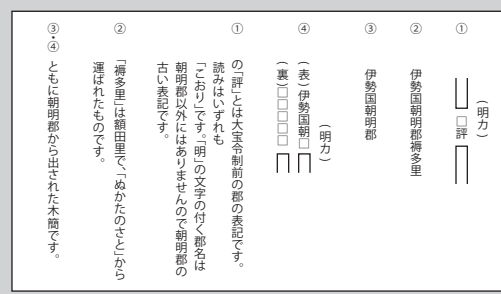 ① □評
（明カ）
② 伊勢国朝明郡褥多里
③ 伊勢国朝明郡
④（表）伊勢国朝□
（明カ）
（裏）□□□□□
① の「評」とは大宝令制前の郡の表記です。
読みはいずれも
「こおり」です。「明」の文字の付く郡名は
朝明郡以外にはありませんので朝明郡の
古い表記です。
② 「褥多里」は額田里で、「ぬかたのさと」から
運ばれたものです。
③・④ ともに朝明郡から出された木簡です。